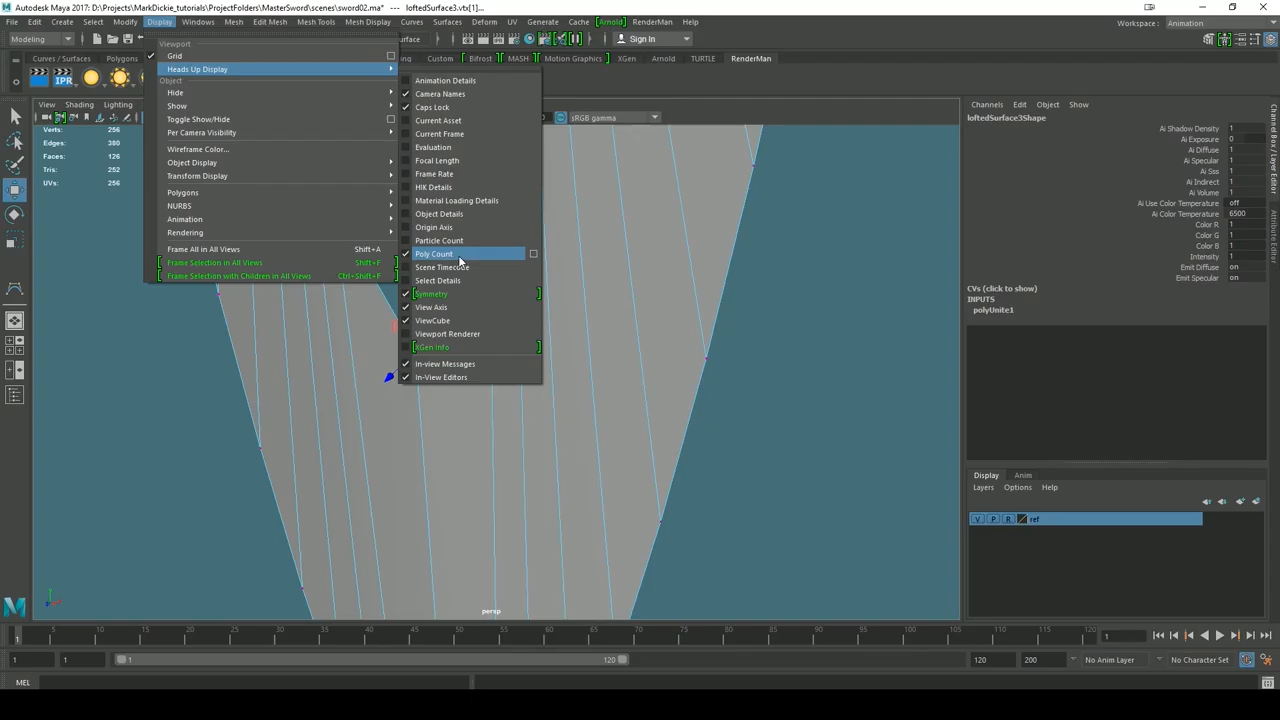 Autodesk Maya 2017: D:\Projects\MarkDickie_tutorials\ProjectFolders\MasterSword\scenes\sword02.ma* --- loftedSurface3.vtx[1]...
File Edit Create Select Modify Display Windows Mesh Edit Mesh Mesh Tools Mesh Display Curves Surfaces Deform UV Generate Cache [Arnold] RenderMan Help
Workspace : Animation
Modeling
Sign In
Curves / Surfaces Polygons
Custom Bifrost MASH Motion Graphics XGen Arnold TURTLE RenderMan
IPR
View Shading Lighting
0 sRGB gamma
Verts: 256
Edges: 380
Faces: 126
Tris: 252
UVs: 256
Viewport
Grid
Heads Up Display
Object
Hide
Show
Toggle Show/Hide
Per Camera Visibility
Wireframe Color...
Object Display
Transform Display
Polygons
NURBS
Animation
Rendering
Frame All in All Views Shift+A
Frame Selection in All Views Shift+F
Frame Selection with Children in All Views Ctrl+Shift+F
Animation Details
Camera Names
Caps Lock
Current Asset
Current Frame
Evaluation
Focal Length
Frame Rate
HIK Details
Material Loading Details
Object Details
Origin Axis
Particle Count
Poly Count
Scene Timecode
Select Details
Symmetry
View Axis
ViewCube
Viewport Renderer
XGen Info
In-view Messages
In-View Editors
persp
Channels Edit Object Show
loftedSurface3Shape
Ai Shadow Density 1
Ai Exposure 0
Ai Diffuse 1
Ai Specular 1
Ai Sss 1
Ai Indirect 1
Ai Volume 1
Ai Use Color Temperature off
Ai Color Temperature 6500
Color R 1
Color G 1
Color B 1
Intensity 1
Emit Diffuse on
Emit Specular on
CVs (click to show)
INPUTS
polyUnite1
Channel Box / Layer Editor
Attribute Editor
Display Anim
Layers Options Help
V P R ref
5 10 15 20 25 30 35 40 45 50 55 60 65 70 75 80 85 90 95 100 105 110 115 120
1
1
1 1 1 120 120 200 No Anim Layer No Character Set
MEL